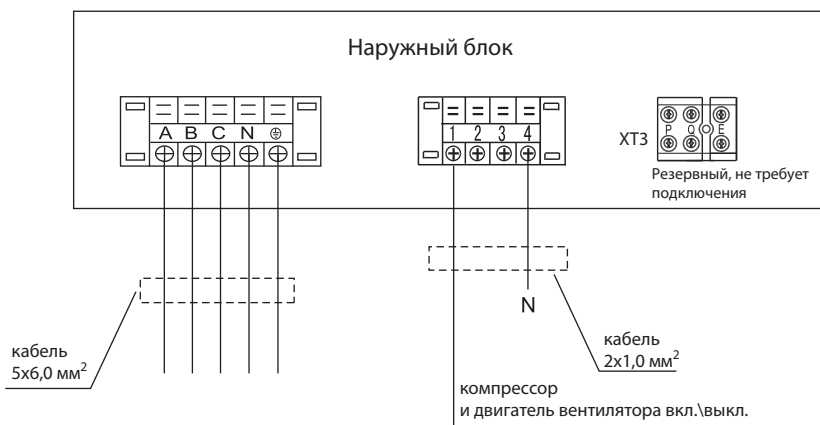 Наружный блок
A B C N
1 2 3 4
XT3
P Q E
Резервный, не требует
подключения
N
кабель
5х6,0 мм²
кабель
2х1,0 мм²
компрессор
и двигатель вентилятора вкл.\выкл.